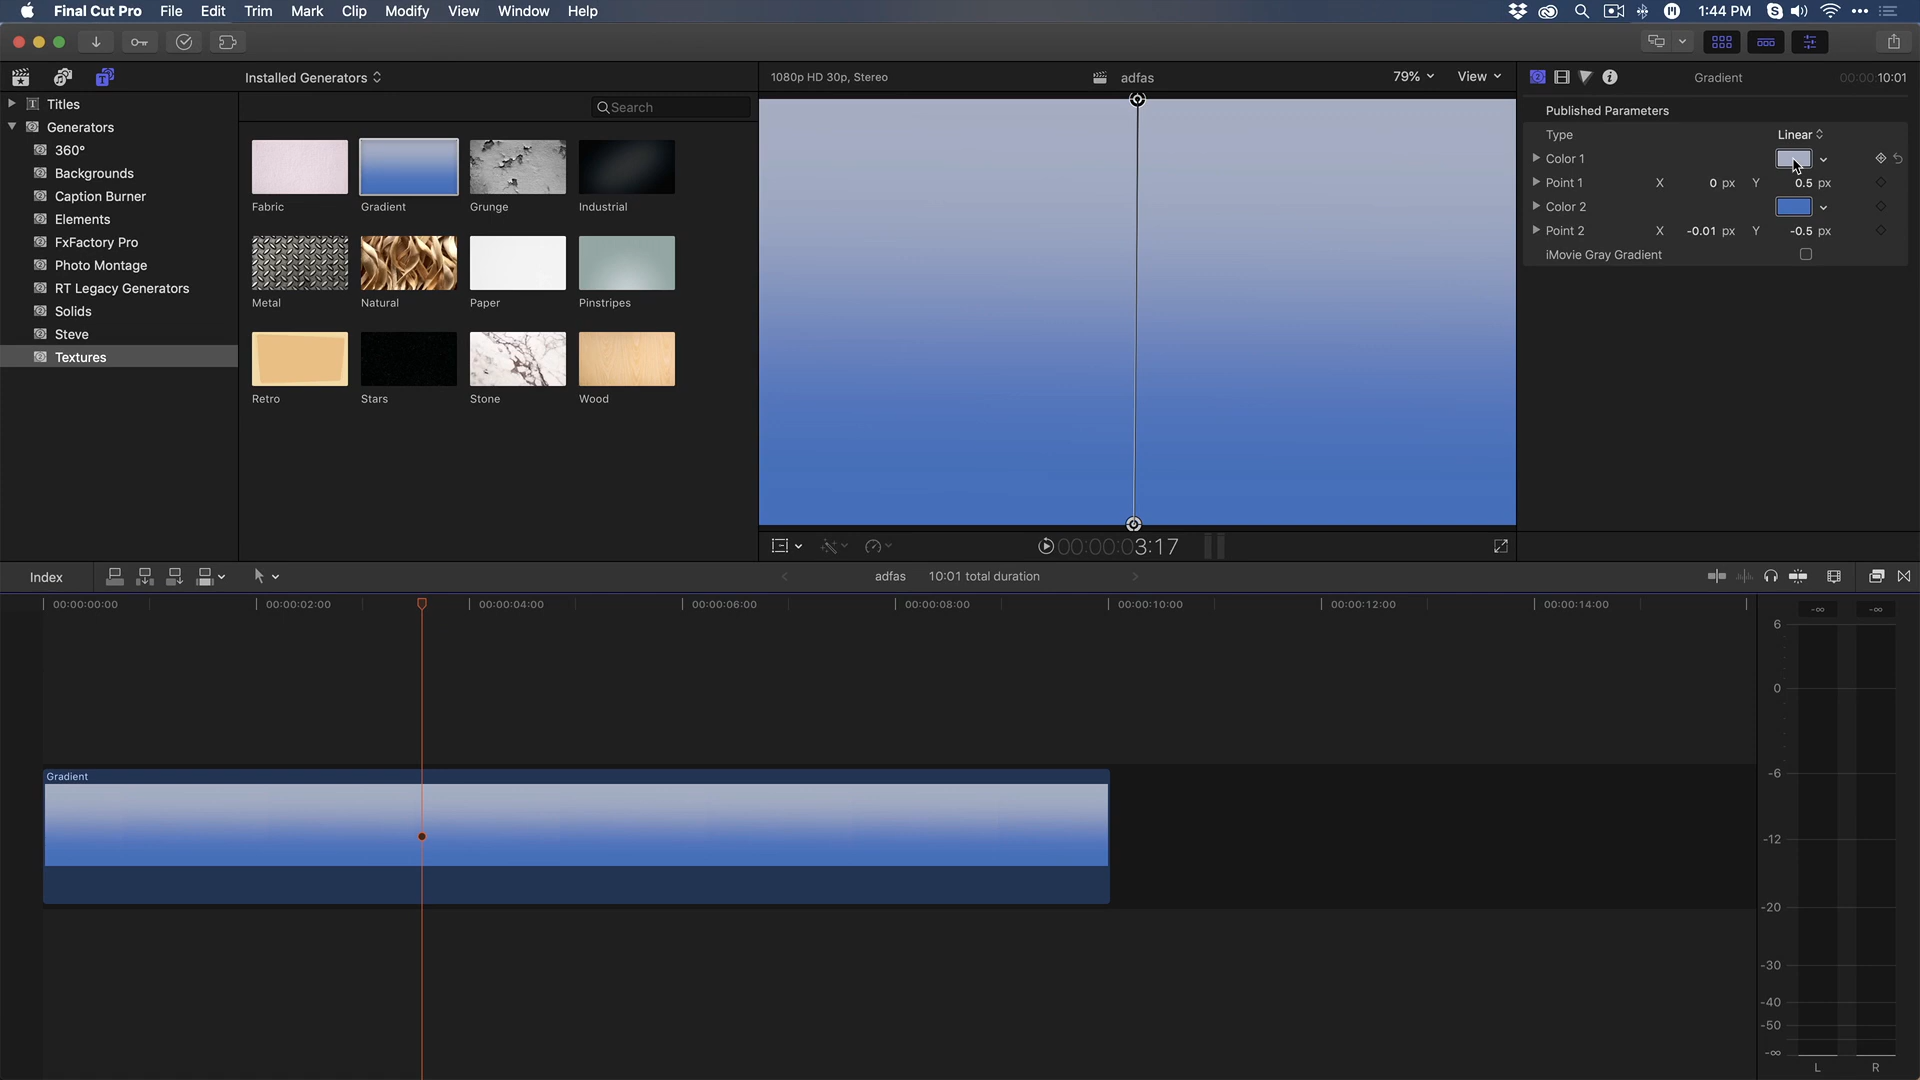 Final Cut Pro File Edit Trim Mark Clip Modify View Window Help 1:44 PM
Installed Generators
1080p HD 30p, Stereo adfas 79% View
Gradient 00:00:10:01
Titles
Generators
360°
Backgrounds
Caption Burner
Elements
FxFactory Pro
Photo Montage
RT Legacy Generators
Solids
Steve
Textures
Search
Fabric Gradient Grunge Industrial
Metal Natural Paper Pinstripes
Retro Stars Stone Wood
Published Parameters
Type Linear
Color 1
Point 1 X 0 px Y 0.5 px
Color 2
Point 2 X -0.01 px Y -0.5 px
iMovie Gray Gradient
00:00:03:17
Index adfas 10:01 total duration
00:00:00:00 00:00:02:00 00:00:04:00 00:00:06:00 00:00:08:00 00:00:10:00 00:00:12:00 00:00:14:00
Gradient
-∞ -∞
6
0
-6
-12
-20
-30
-40
-50
-∞
L R